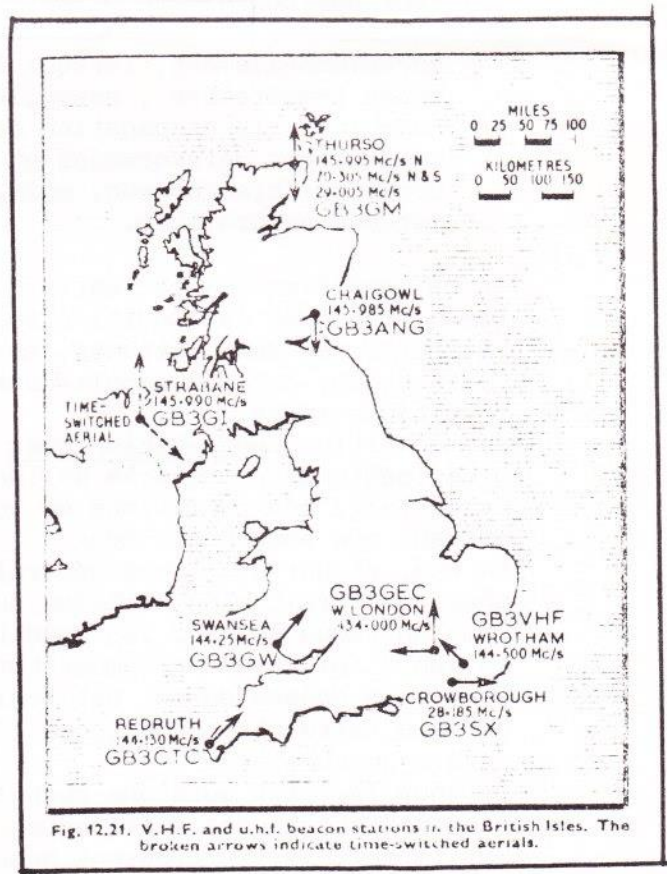 MILES
0 25 50 75 100
KILOMETRES
0 50 100 150
THURSO
145·995 Mc/s N
70·305 Mc/s N & S
29·005 Mc/s
GB3GM
CRAIGOWL
145·985 Mc/s
GB3ANG
STRABANE
145·990 Mc/s
GB3GI
TIME-
SWITCHED
AERIAL
GB3GEC
W. LONDON
434·000 Mc/s
GB3VHF
WROTHAM
144·500 Mc/s
SWANSEA
144·25 Mc/s
GB3GW
CROWBOROUGH
28·185 Mc/s
GB3SX
REDRUTH
144·130 Mc/s
GB3CTC
Fig. 12.21. V.H.F. and u.h.f. beacon stations in the British Isles. The
broken arrows indicate time-switched aerials.